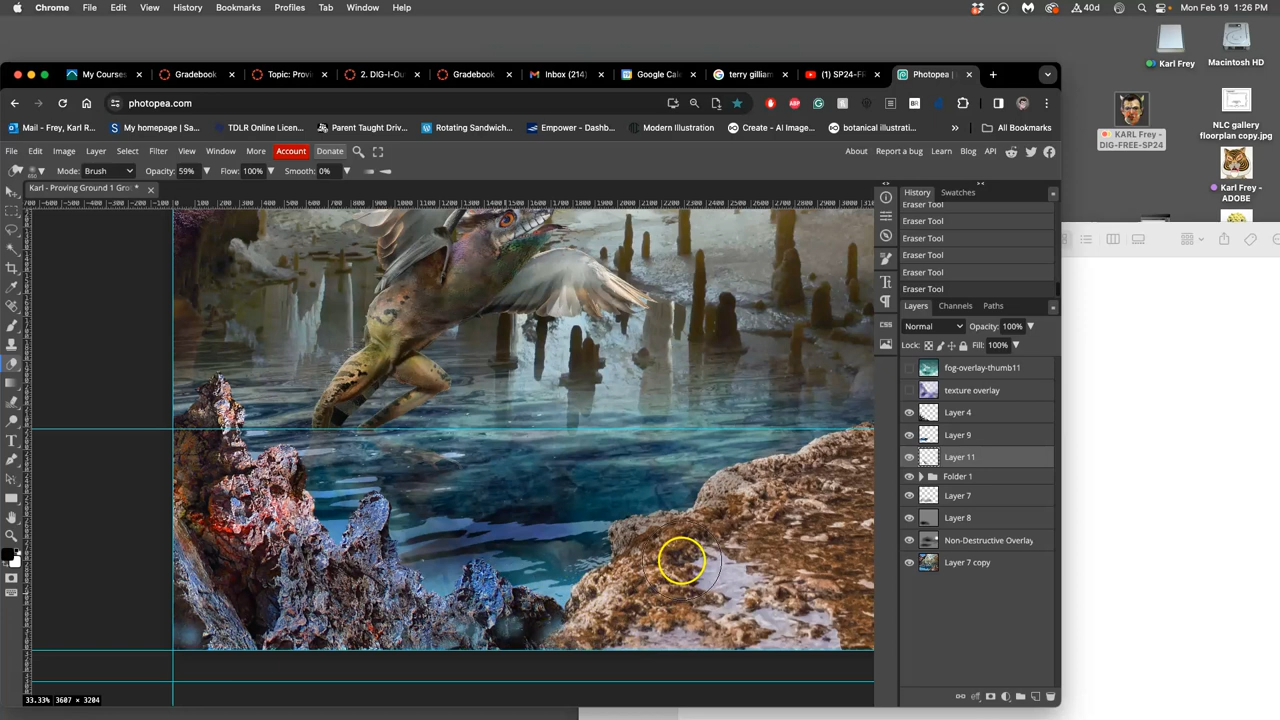 Chrome File Edit View History Bookmarks Profiles Tab Window Help 40d Mon Feb 19 1:26 PM
Karl Frey Macintosh HD
My Courses Gradebook Topic: Provi 2. DIG-I-Ou Gradebook Inbox (214) Google Cal terry gilliam (1) SP24-FR Photopea |
photopea.com
Mail - Frey, Karl R... My homepage | Sa... TDLR Online Licen... Parent Taught Driv... Rotating Sandwich... Empower - Dashb... Modern Illustration Create - AI Image... botanical illustrati... All Bookmarks
KARL Frey -
DIG-FREE-SP24
NLC gallery
floorplan copy.jpg
File Edit Image Layer Select Filter View Window More Account Donate About Report a bug Learn Blog API
Mode: Brush Opacity: 59% Flow: 100% Smooth: 0%
Karl - Proving Ground 1 Gro *
History Swatches
Eraser Tool
Eraser Tool
Eraser Tool
Eraser Tool
Eraser Tool
Eraser Tool
Karl Frey -
ADOBE
Layers Channels Paths
Normal Opacity: 100%
Lock: Fill: 100%
CSS
fog-overlay-thumb11
texture overlay
Layer 4
Layer 9
Layer 11
Folder 1
Layer 7
Layer 8
Non-Destructive Overlay
Layer 7 copy
33.33% 3607 × 3204